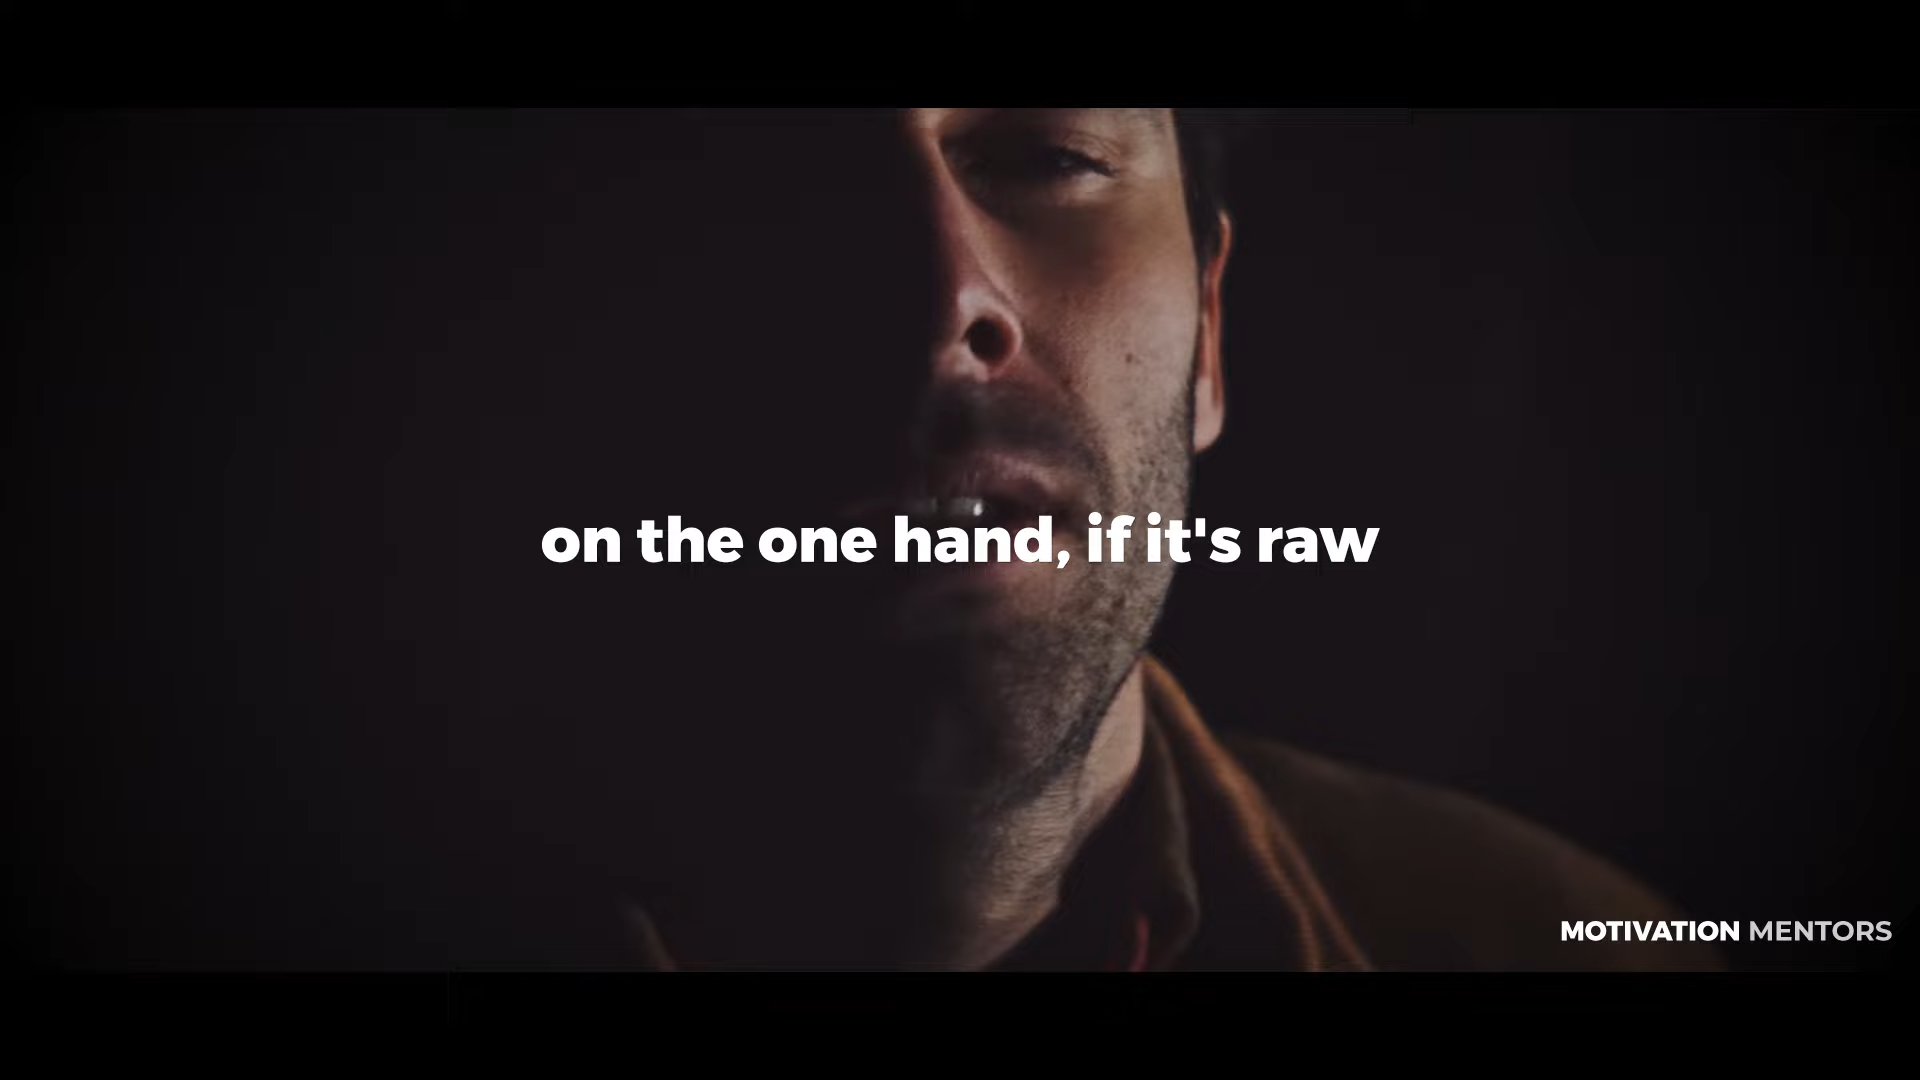 on the one hand, if it's raw
MOTIVATION MENTORS